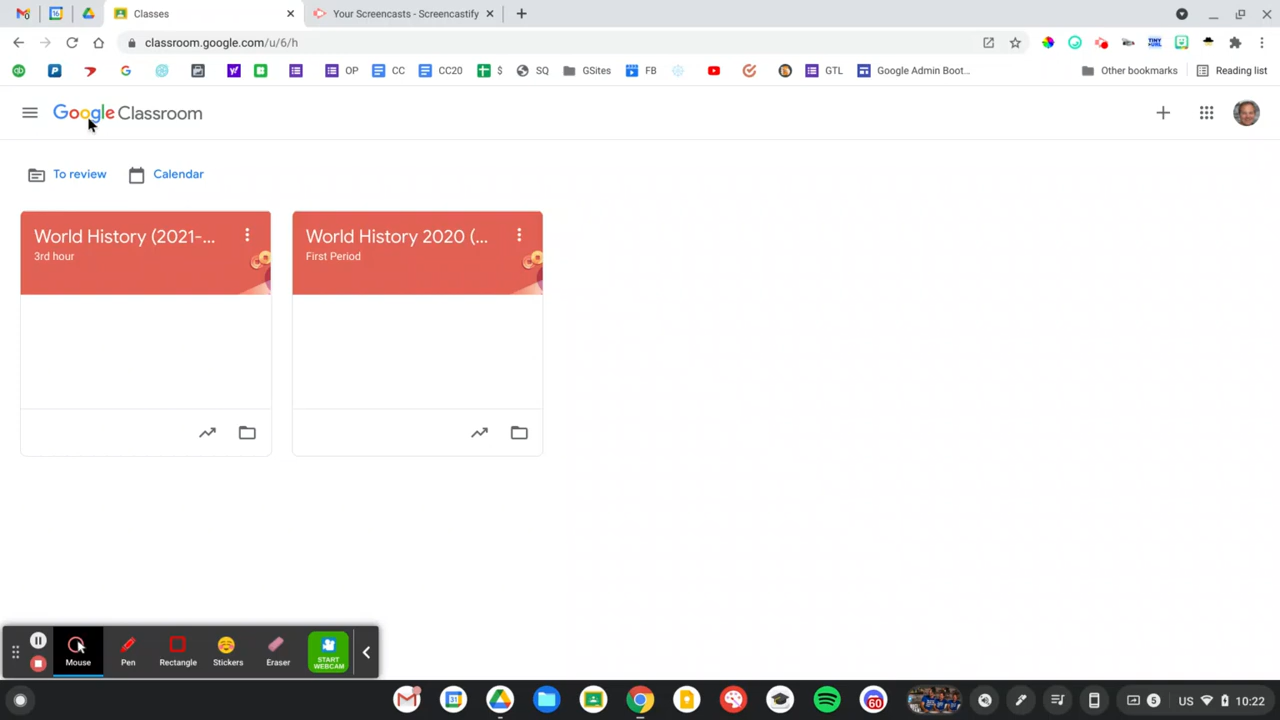 Classes
Your Screencasts - Screencastify
classroom.google.com/u/6/h
OP
CC
CC20
$
SQ
GSites
FB
GTL
Google Admin Boot...
Other bookmarks
Reading list
Google Classroom
To review
Calendar
World History (2021-...
3rd hour
World History 2020 (...
First Period
Mouse
Pen
Rectangle
Stickers
Eraser
START
WEBCAM
31
60
5
US
10:22